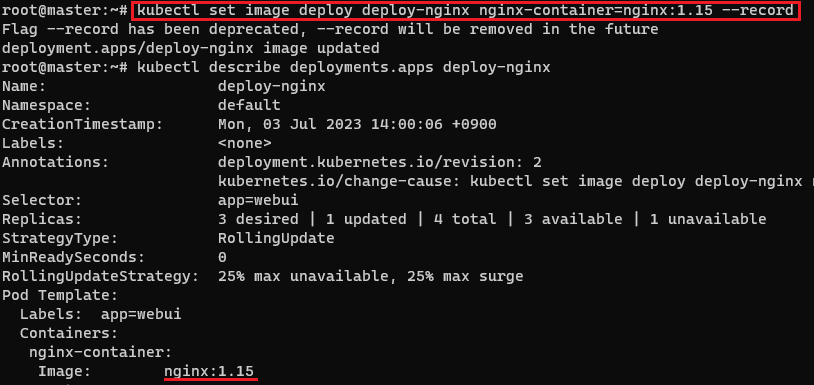 root@master:~# kubectl set image deploy deploy-nginx nginx-container=nginx:1.15 --record
Flag --record has been deprecated, --record will be removed in the future
deployment.apps/deploy-nginx image updated
root@master:~# kubectl describe deployments.apps deploy-nginx
Name:                   deploy-nginx
Namespace:              default
CreationTimestamp:      Mon, 03 Jul 2023 14:00:06 +0900
Labels:                 <none>
Annotations:            deployment.kubernetes.io/revision: 2
                        kubernetes.io/change-cause: kubectl set image deploy deploy-nginx
Selector:               app=webui
Replicas:               3 desired | 1 updated | 4 total | 3 available | 1 unavailable
StrategyType:           RollingUpdate
MinReadySeconds:        0
RollingUpdateStrategy:  25% max unavailable, 25% max surge
Pod Template:
  Labels:  app=webui
  Containers:
   nginx-container:
    Image:        nginx:1.15